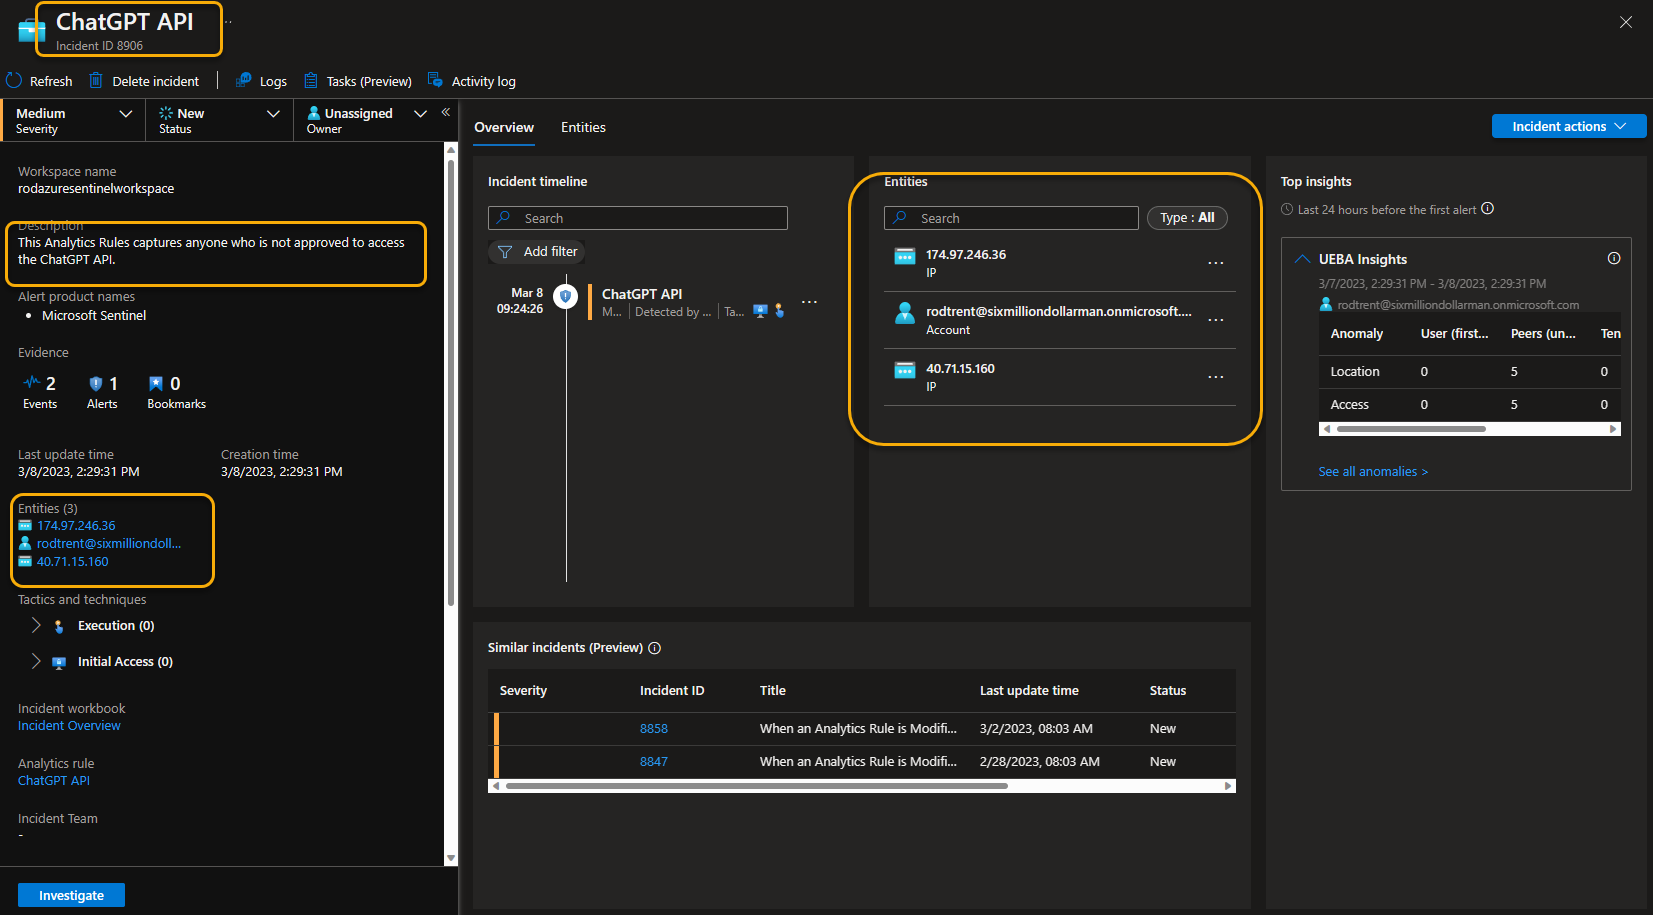 ChatGPT API
Incident ID 8906
Refresh
Delete incident
Logs
Tasks (Preview)
Activity log
Medium
Severity
New
Status
Unassigned
Owner
Workspace name
rodazuresentinelworkspace
Description
This Analytics Rules captures anyone who is not approved to access
the ChatGPT API.
Alert product names
• Microsoft Sentinel
Evidence
2
Events
1
Alerts
0
Bookmarks
Last update time
3/8/2023, 2:29:31 PM
Creation time
3/8/2023, 2:29:31 PM
Entities (3)
174.97.246.36
rodtrent@sixmilliondoll...
40.71.15.160
Tactics and techniques
Execution (0)
Initial Access (0)
Incident workbook
Incident Overview
Analytics rule
ChatGPT API
Incident Team
-
Investigate
Overview
Entities
Incident actions
Incident timeline
Search
Add filter
Mar 8
09:24:26
ChatGPT API
M... | Detected by ... | Ta...
Entities
Search
Type : All
174.97.246.36
IP
rodtrent@sixmilliondollarman.onmicrosoft....
Account
40.71.15.160
IP
Top insights
Last 24 hours before the first alert
UEBA Insights
3/7/2023, 2:29:31 PM - 3/8/2023, 2:29:31 PM
rodtrent@sixmilliondollarman.onmicrosoft.com
Anomaly User (first... Peers (un... Ten
Location 0 5 0
Access 0 5 0
See all anomalies >
Similar incidents (Preview)
Severity Incident ID Title Last update time Status
8858 When an Analytics Rule is Modifi... 3/2/2023, 08:03 AM New
8847 When an Analytics Rule is Modifi... 2/28/2023, 08:03 AM New